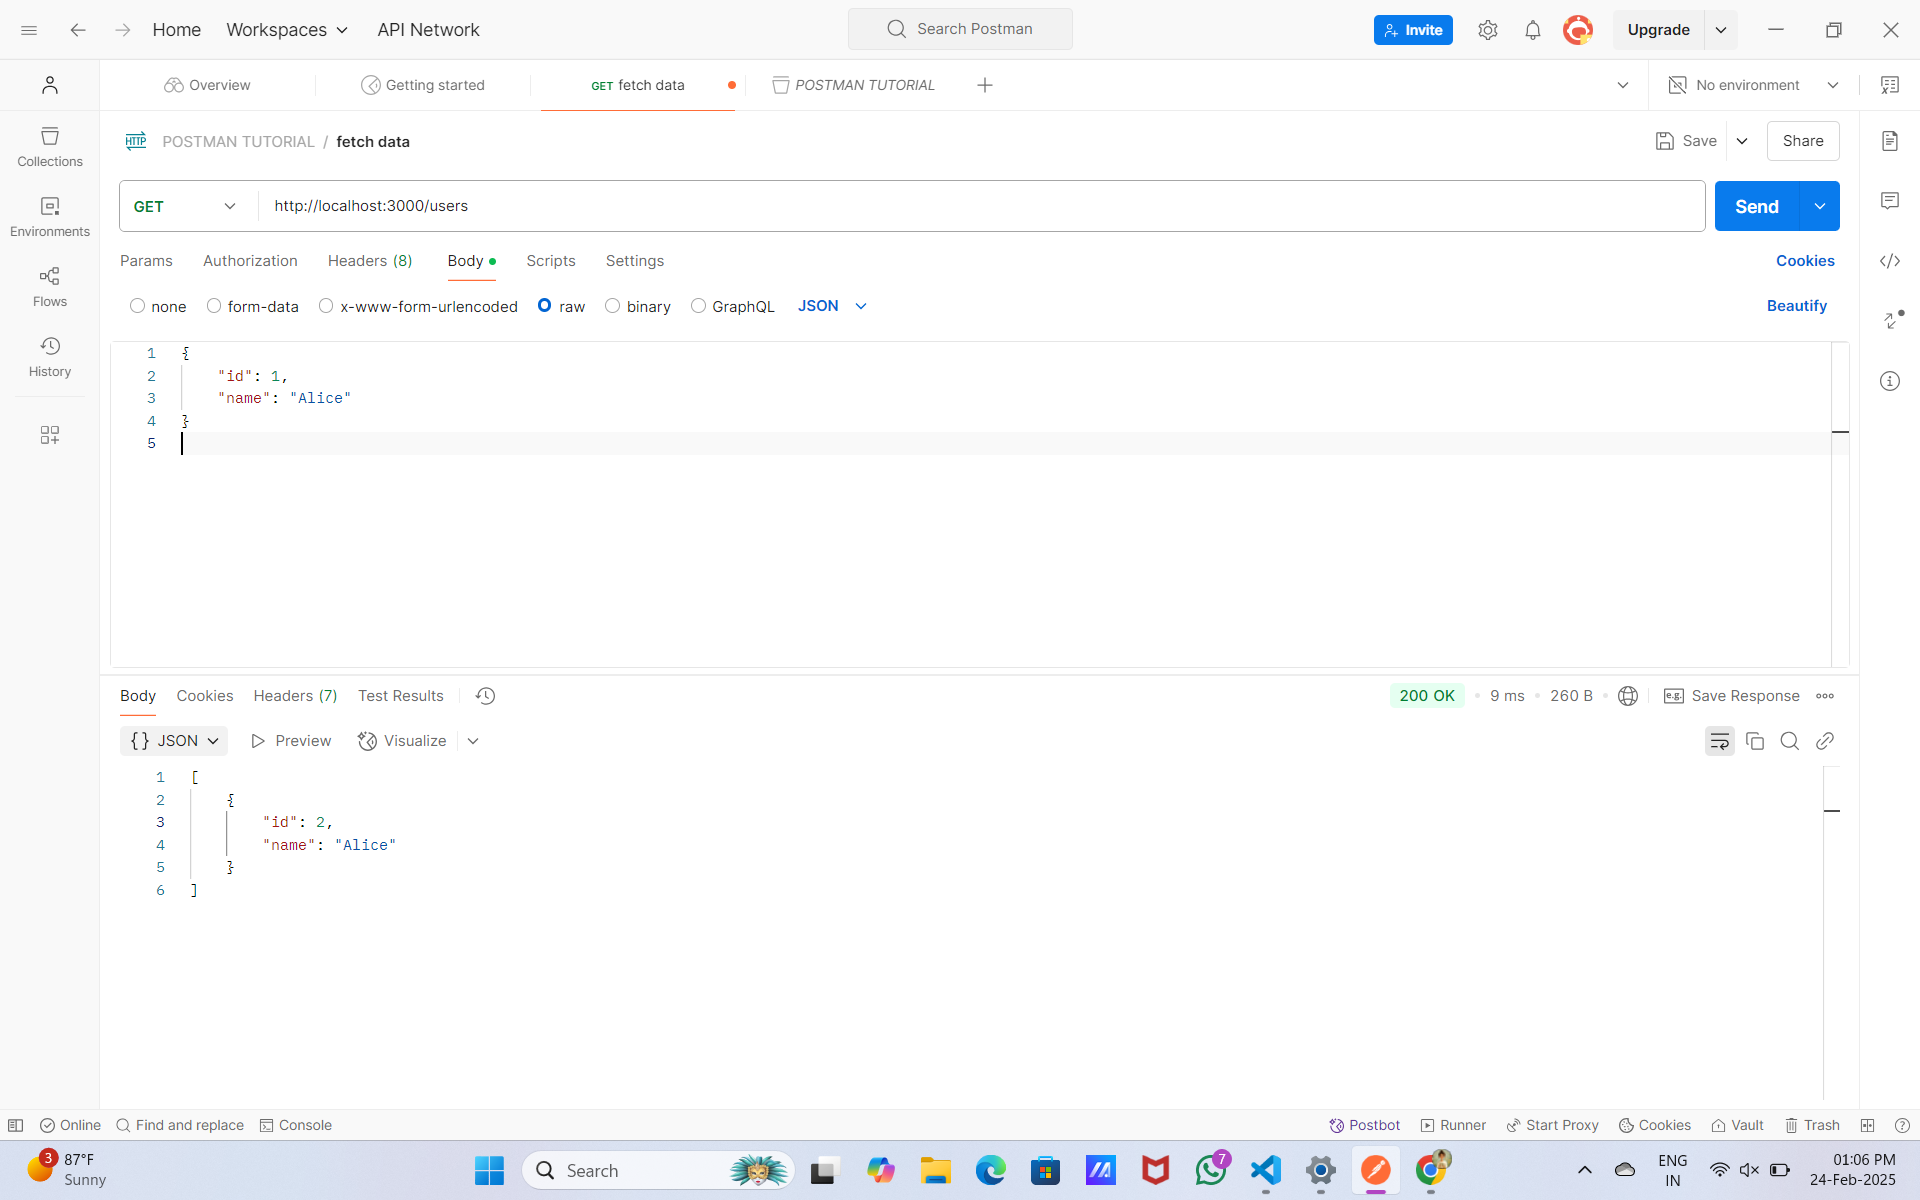 Home Workspaces API Network Search Postman Invite Upgrade
Overview Getting started GET fetch data POSTMAN TUTORIAL No environment
HTTP POSTMAN TUTORIAL / fetch data Save Share
Collections
GET http://localhost:3000/users Send
Environments
Params Authorization Headers (8) Body Scripts Settings Cookies
Flows
none form-data x-www-form-urlencoded raw binary GraphQL JSON Beautify
History
1 {
2 "id": 1,
3 "name": "Alice"
4 }
5
Body Cookies Headers (7) Test Results 200 OK • 9 ms • 260 B • e.g. Save Response
{} JSON Preview Visualize
1 [
2 {
3 "id": 2,
4 "name": "Alice"
5 }
6 ]
Online Find and replace Console Postbot Runner Start Proxy Cookies Vault Trash
3 87°F
Sunny
Search
7
ENG
IN
01:06 PM
24-Feb-2025